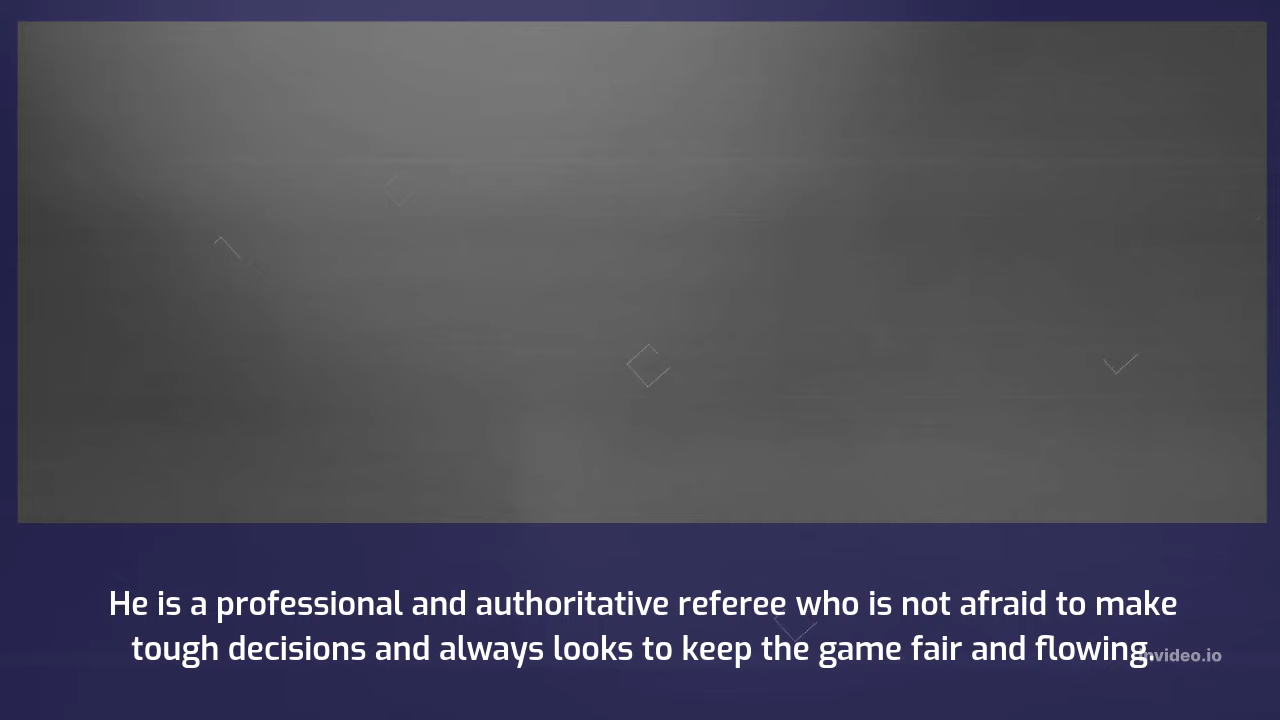 He is a professional and authoritative referee who is not afraid to make
tough decisions and always looks to keep the game fair and flowing.
invideo.io